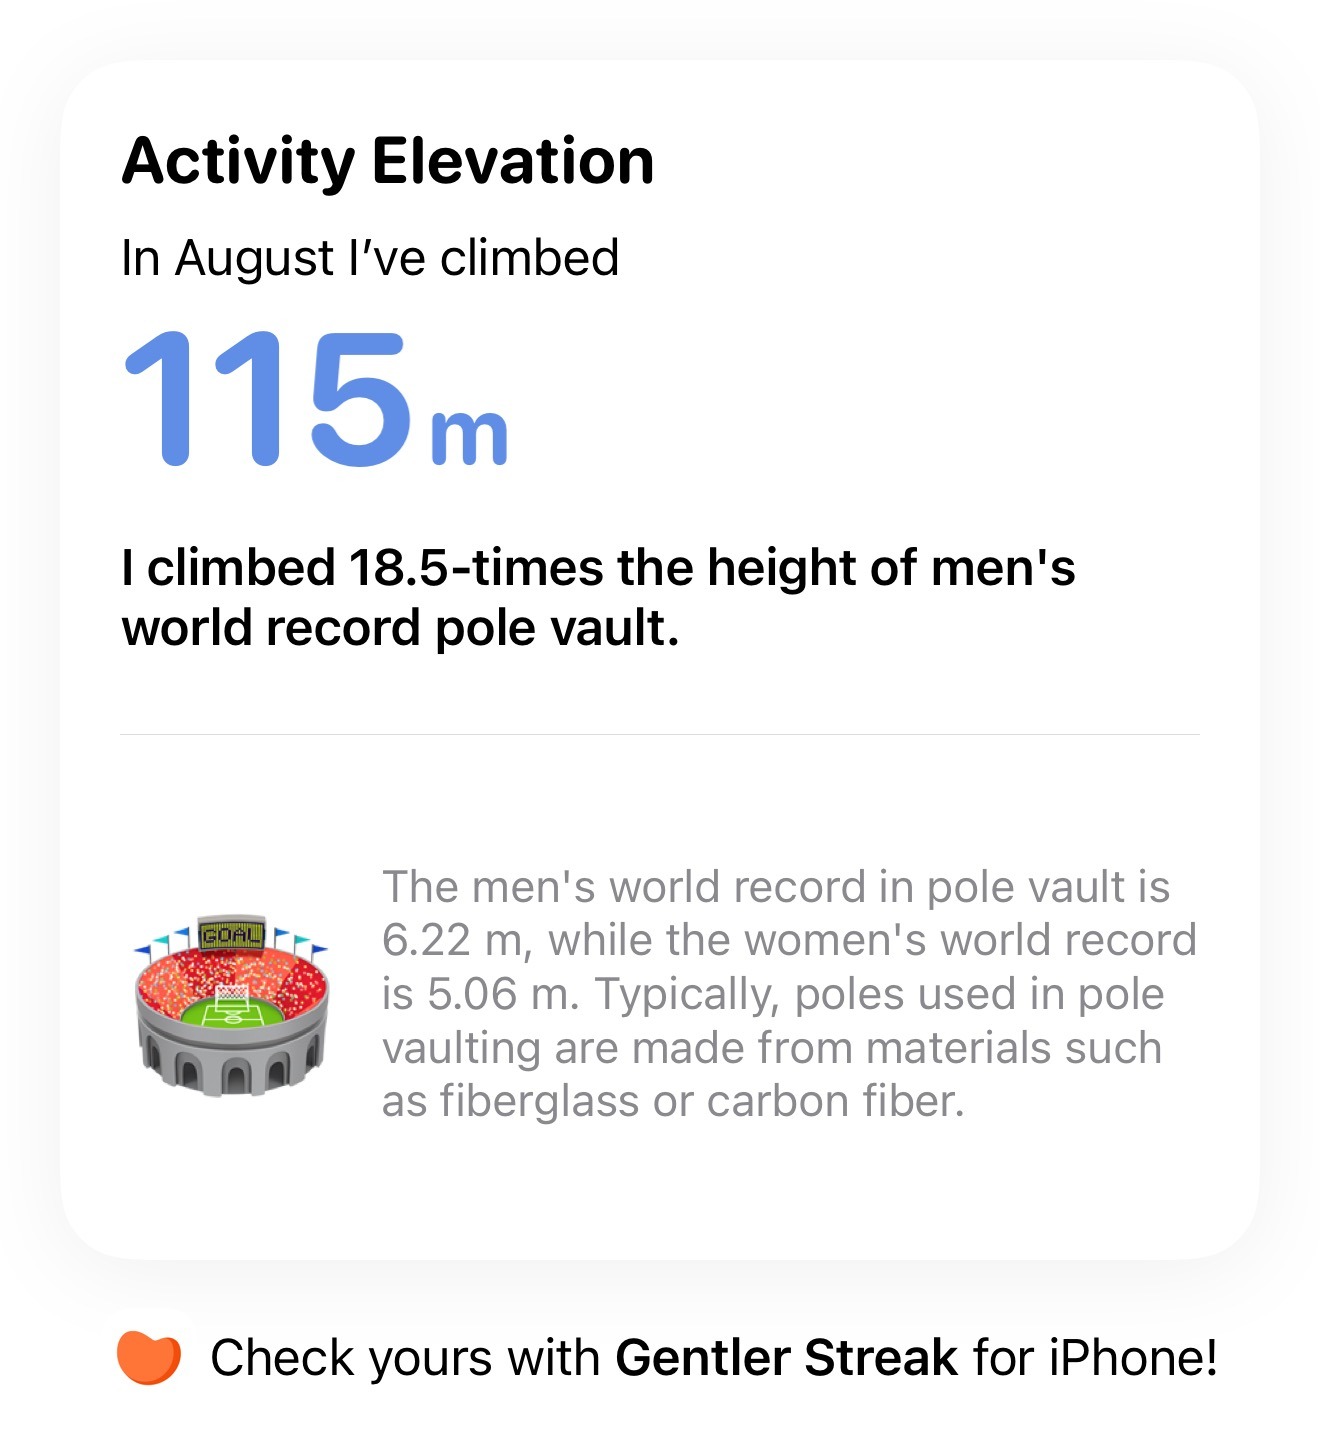 Activity Elevation
In August I’ve climbed
115 m
I climbed 18.5-times the height of men's
world record pole vault.
GOAL
The men's world record in pole vault is
6.22 m, while the women's world record
is 5.06 m. Typically, poles used in pole
vaulting are made from materials such
as fiberglass or carbon fiber.
Check yours with Gentler Streak for iPhone!